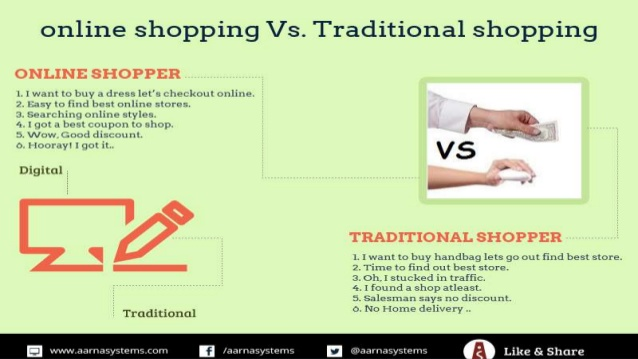 online shopping Vs. Traditional shopping
ONLINE SHOPPER
1. I want to buy a dress let's checkout online.
2. Easy to find best online stores.
3. Searching online styles.
4. I got a best coupon to shop.
5. Wow, Good discount.
6. Hooray! I got it..
Digital
VS
Traditional
TRADITIONAL SHOPPER
1. I want to buy handbag lets go out find best store.
2. Time to find out best store.
3. Oh, I stucked in traffic.
4. I found a shop atleast.
5. Salesman says no discount.
6. No Home delivery ..
www.aarnasystems.com
/aarnasystems
@aarnasystems
Like & Share